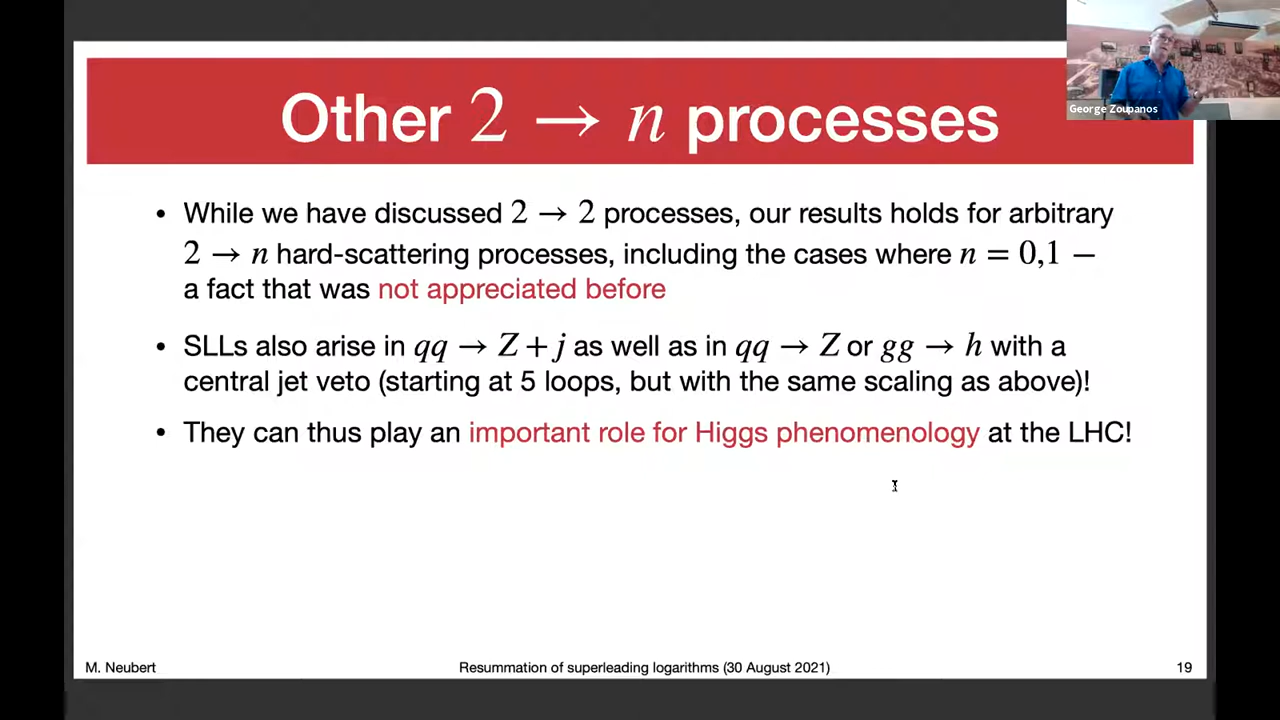 Other 2 → n processes
George Zoupanos
• While we have discussed 2 → 2 processes, our results holds for arbitrary
2 → n hard-scattering processes, including the cases where n = 0,1 –
a fact that was not appreciated before
• SLLs also arise in qq → Z + j as well as in qq → Z or gg → h with a
central jet veto (starting at 5 loops, but with the same scaling as above)!
• They can thus play an important role for Higgs phenomenology at the LHC!
M. Neubert
Resummation of superleading logarithms (30 August 2021)
19